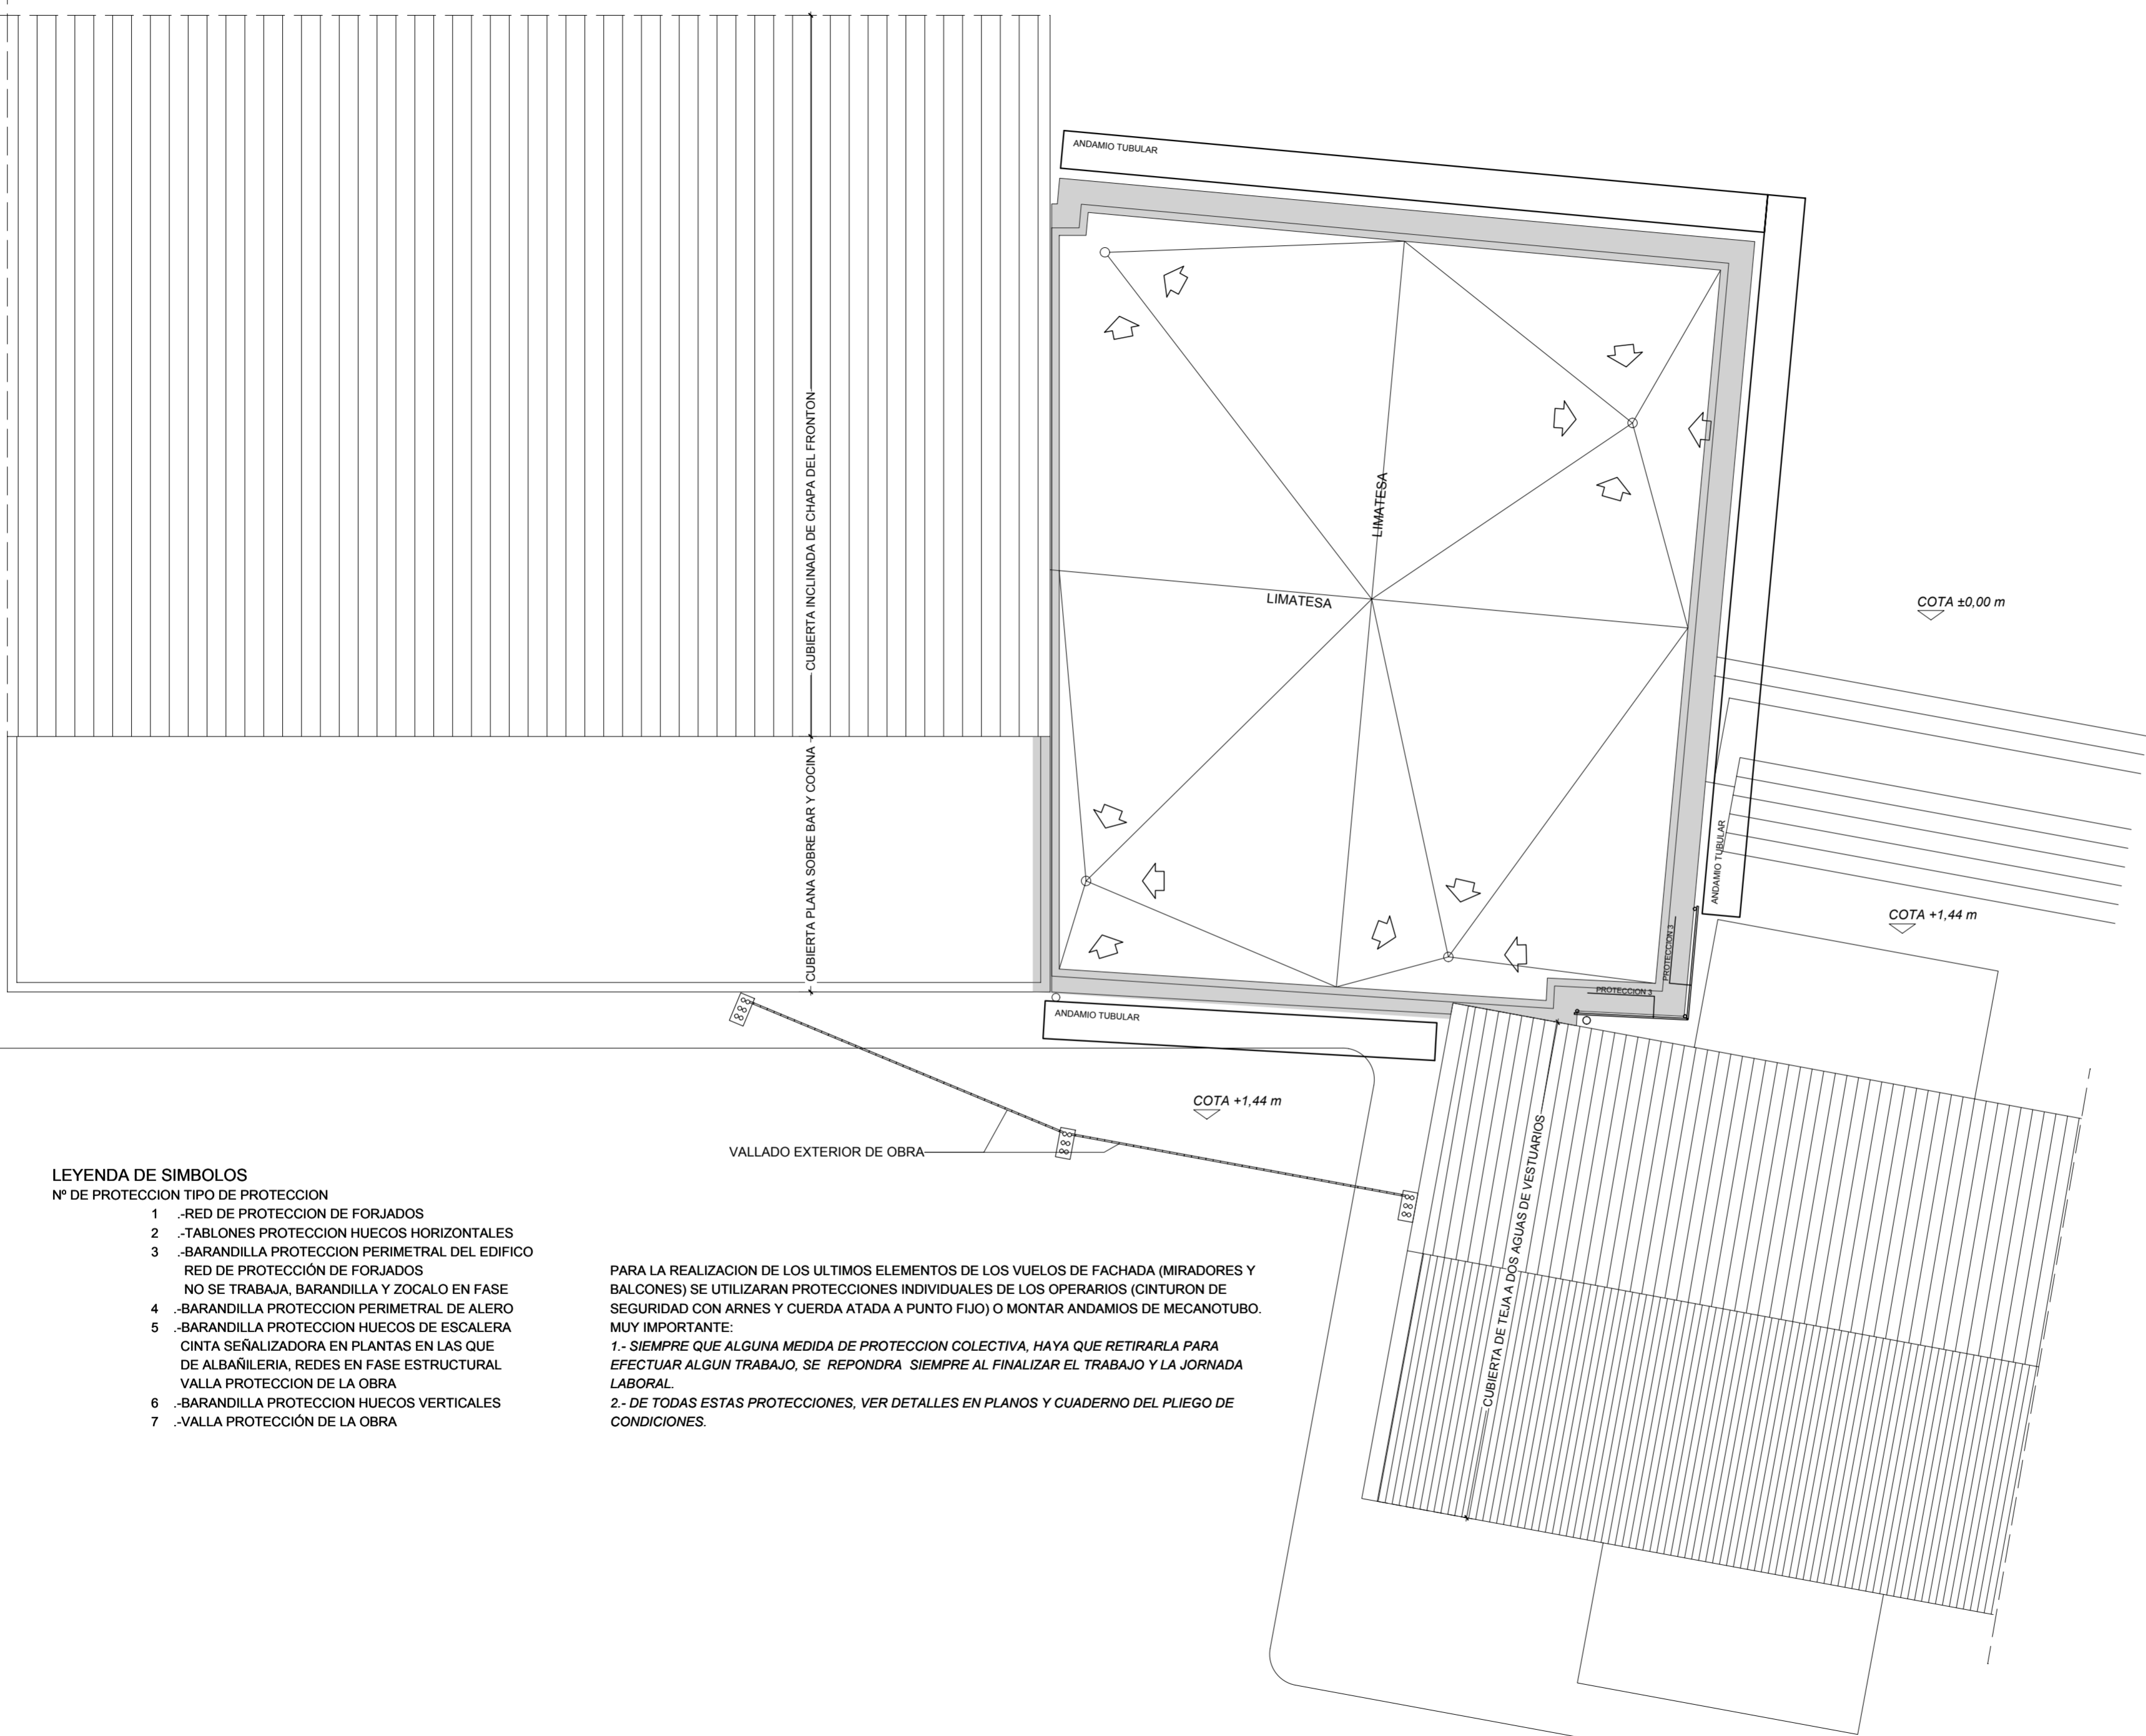 ANDAMIO TUBULAR
CUBIERTA INCLINADA DE CHAPA DEL FRONTON
LIMATESA
LIMATESA
COTA ±0,00 m
CUBIERTA PLANA SOBRE BAR Y COCINA
ANDAMIO TUBULAR
COTA +1,44 m
PROTECCION 3
PROTECCION 3
ANDAMIO TUBULAR
COTA +1,44 m
VALLADO EXTERIOR DE OBRA
CUBIERTA DE TEJA A DOS AGUAS DE VESTUARIOS
LEYENDA DE SIMBOLOS
Nº DE PROTECCION TIPO DE PROTECCION
1 .-RED DE PROTECCION DE FORJADOS
2 .-TABLONES PROTECCION HUECOS HORIZONTALES
3 .-BARANDILLA PROTECCION PERIMETRAL DEL EDIFICO
RED DE PROTECCIÓN DE FORJADOS
NO SE TRABAJA, BARANDILLA Y ZOCALO EN FASE
4 .-BARANDILLA PROTECCION PERIMETRAL DE ALERO
5 .-BARANDILLA PROTECCION HUECOS DE ESCALERA
CINTA SEÑALIZADORA EN PLANTAS EN LAS QUE
DE ALBAÑILERIA, REDES EN FASE ESTRUCTURAL
VALLA PROTECCION DE LA OBRA
6 .-BARANDILLA PROTECCION HUECOS VERTICALES
7 .-VALLA PROTECCIÓN DE LA OBRA
PARA LA REALIZACION DE LOS ULTIMOS ELEMENTOS DE LOS VUELOS DE FACHADA (MIRADORES Y
BALCONES) SE UTILIZARAN PROTECCIONES INDIVIDUALES DE LOS OPERARIOS (CINTURON DE
SEGURIDAD CON ARNES Y CUERDA ATADA A PUNTO FIJO) O MONTAR ANDAMIOS DE MECANOTUBO.
MUY IMPORTANTE:
1.- SIEMPRE QUE ALGUNA MEDIDA DE PROTECCION COLECTIVA, HAYA QUE RETIRARLA PARA
EFECTUAR ALGUN TRABAJO, SE REPONDRA SIEMPRE AL FINALIZAR EL TRABAJO Y LA JORNADA
LABORAL.
2.- DE TODAS ESTAS PROTECCIONES, VER DETALLES EN PLANOS Y CUADERNO DEL PLIEGO DE
CONDICIONES.